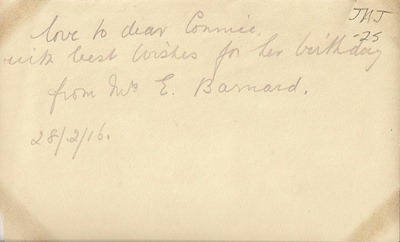 love to dear Connie,
with best wishes for her birthday
from Mrs E. Barnard.
28/2/16.
JHJ
-25